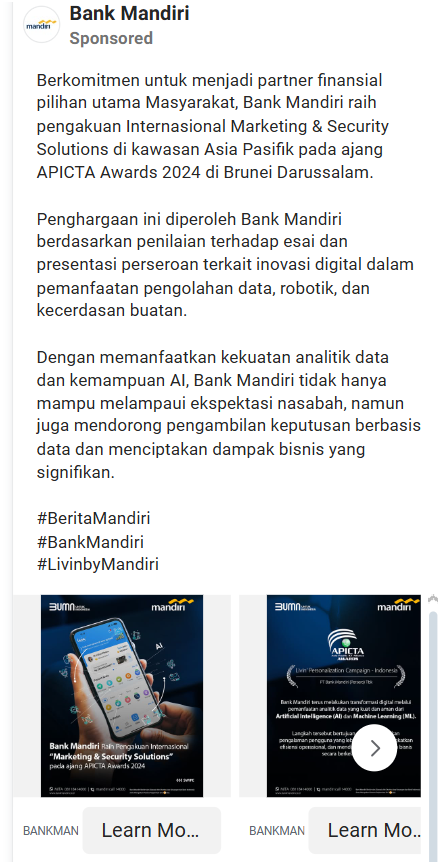 Bank Mandiri
Sponsored
mandiri
Berkomitmen untuk menjadi partner finansial
pilihan utama Masyarakat, Bank Mandiri raih
pengakuan Internasional Marketing & Security
Solutions di kawasan Asia Pasifik pada ajang
APICTA Awards 2024 di Brunei Darussalam.
Penghargaan ini diperoleh Bank Mandiri
berdasarkan penilaian terhadap esai dan
presentasi perseroan terkait inovasi digital dalam
pemanfaatan pengolahan data, robotik, dan
kecerdasan buatan.
Dengan memanfaatkan kekuatan analitik data
dan kemampuan AI, Bank Mandiri tidak hanya
mampu melampaui ekspektasi nasabah, namun
juga mendorong pengambilan keputusan berbasis
data dan menciptakan dampak bisnis yang
signifikan.
#BeritaMandiri
#BankMandiri
#LivinbyMandiri
BUMN
mandiri
AI
Bank Mandiri Raih Pengakuan Internasional
"Marketing & Security Solutions"
pada ajang APICTA Awards 2024
SWIPE
BUMN
mandiri
APICTA
AWARDS
Livin' Personalization Campaign - Indonesia
PT Bank Mandiri (Persero) Tbk
Bank Mandiri terus melakukan transformasi digital melalui
pemanfaatan analitik data yang kuat dan aman dari
Artificial Intelligence (AI) dan Machine Learning (ML).
Langkah tersebut bertujuan
pengalaman pengguna yang
efisiensi operasional, dan
secara
BANKMAN
Learn Mo...
BANKMAN
Learn Mo...